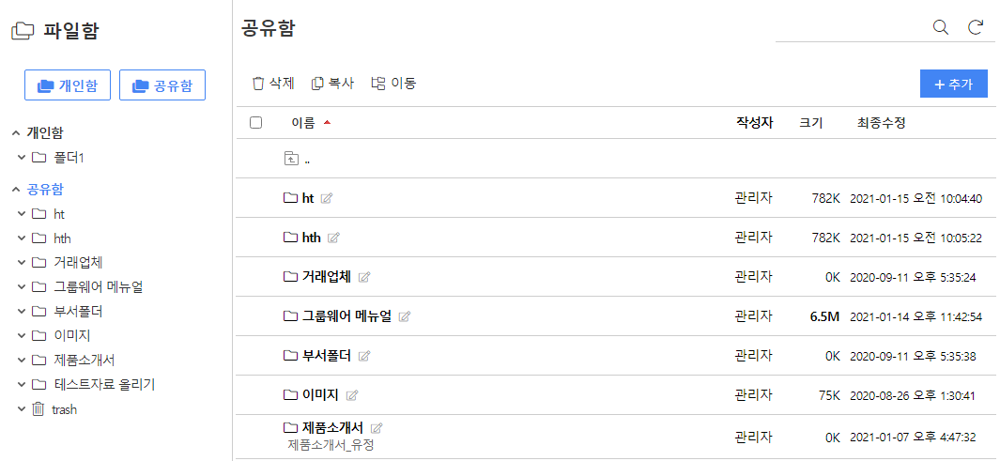 파일함
개인함 공유함
개인함
폴더1
공유함
ht
hth
거래업체
그룹웨어 메뉴얼
부서폴더
이미지
제품소개서
테스트자료 올리기
trash
공유함
삭제 복사 이동 + 추가
이름 작성자 크기 최종수정
..
ht 관리자 782K 2021-01-15 오전 10:04:40
hth 관리자 782K 2021-01-15 오전 10:05:22
거래업체 관리자 0K 2020-09-11 오후 5:35:24
그룹웨어 메뉴얼 관리자 6.5M 2021-01-14 오후 11:42:54
부서폴더 관리자 0K 2020-09-11 오후 5:35:38
이미지 관리자 75K 2020-08-26 오후 1:30:41
제품소개서 관리자 0K 2021-01-07 오후 4:47:32
제품소개서_유정